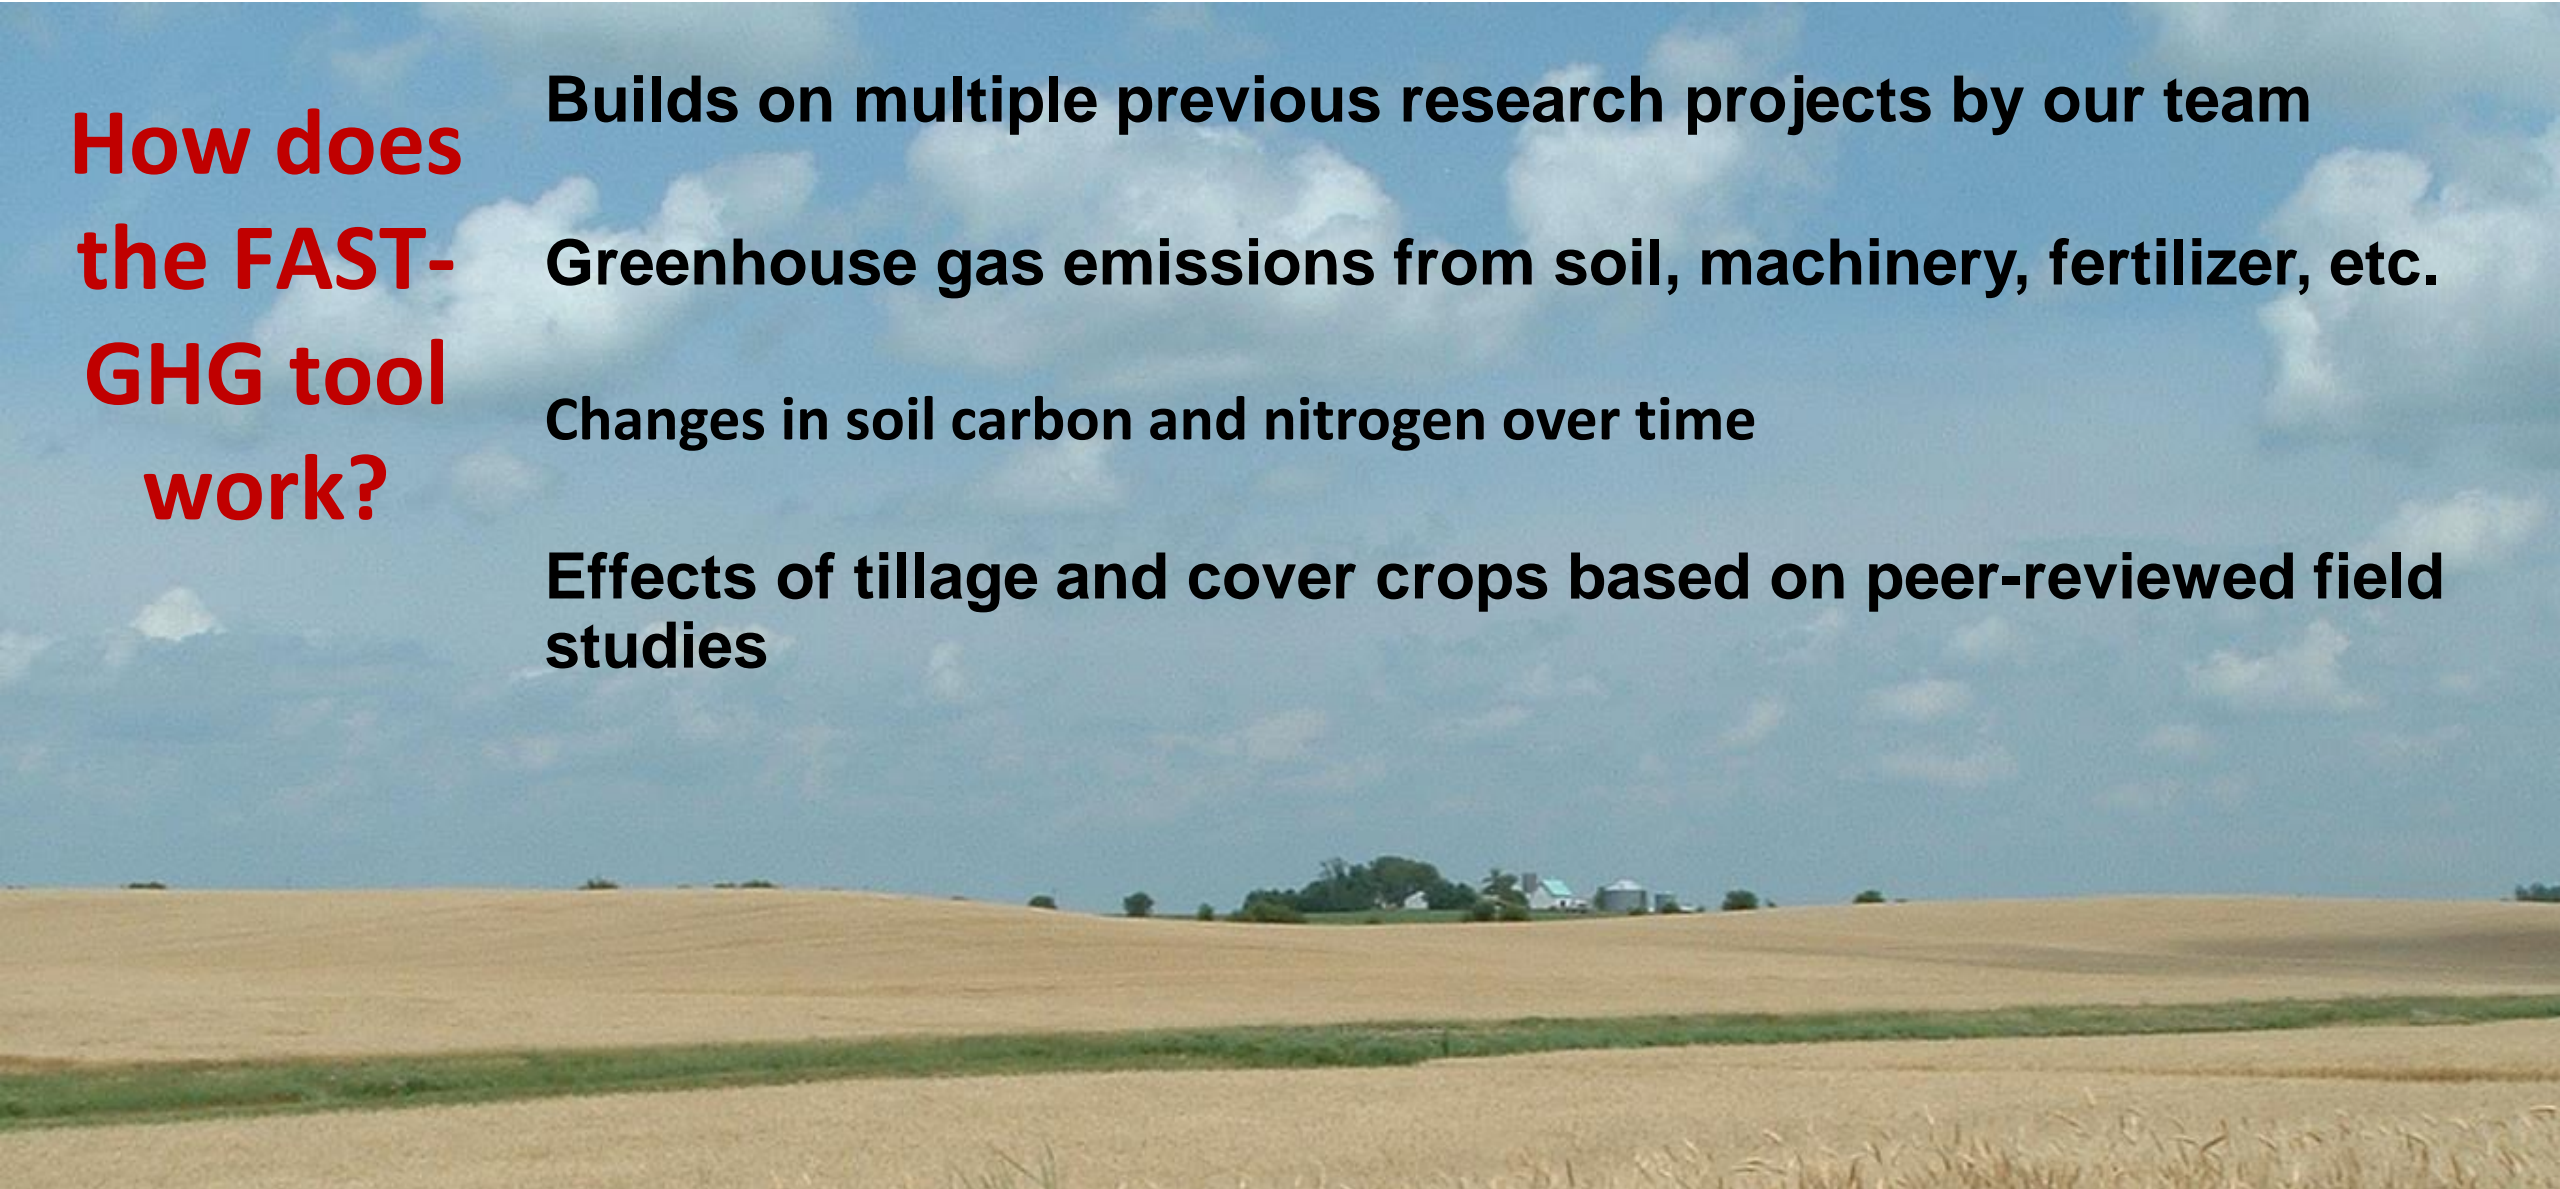 How does
the FAST-
GHG tool
work?
Builds on multiple previous research projects by our team
Greenhouse gas emissions from soil, machinery, fertilizer, etc.
Changes in soil carbon and nitrogen over time
Effects of tillage and cover crops based on peer-reviewed field
studies